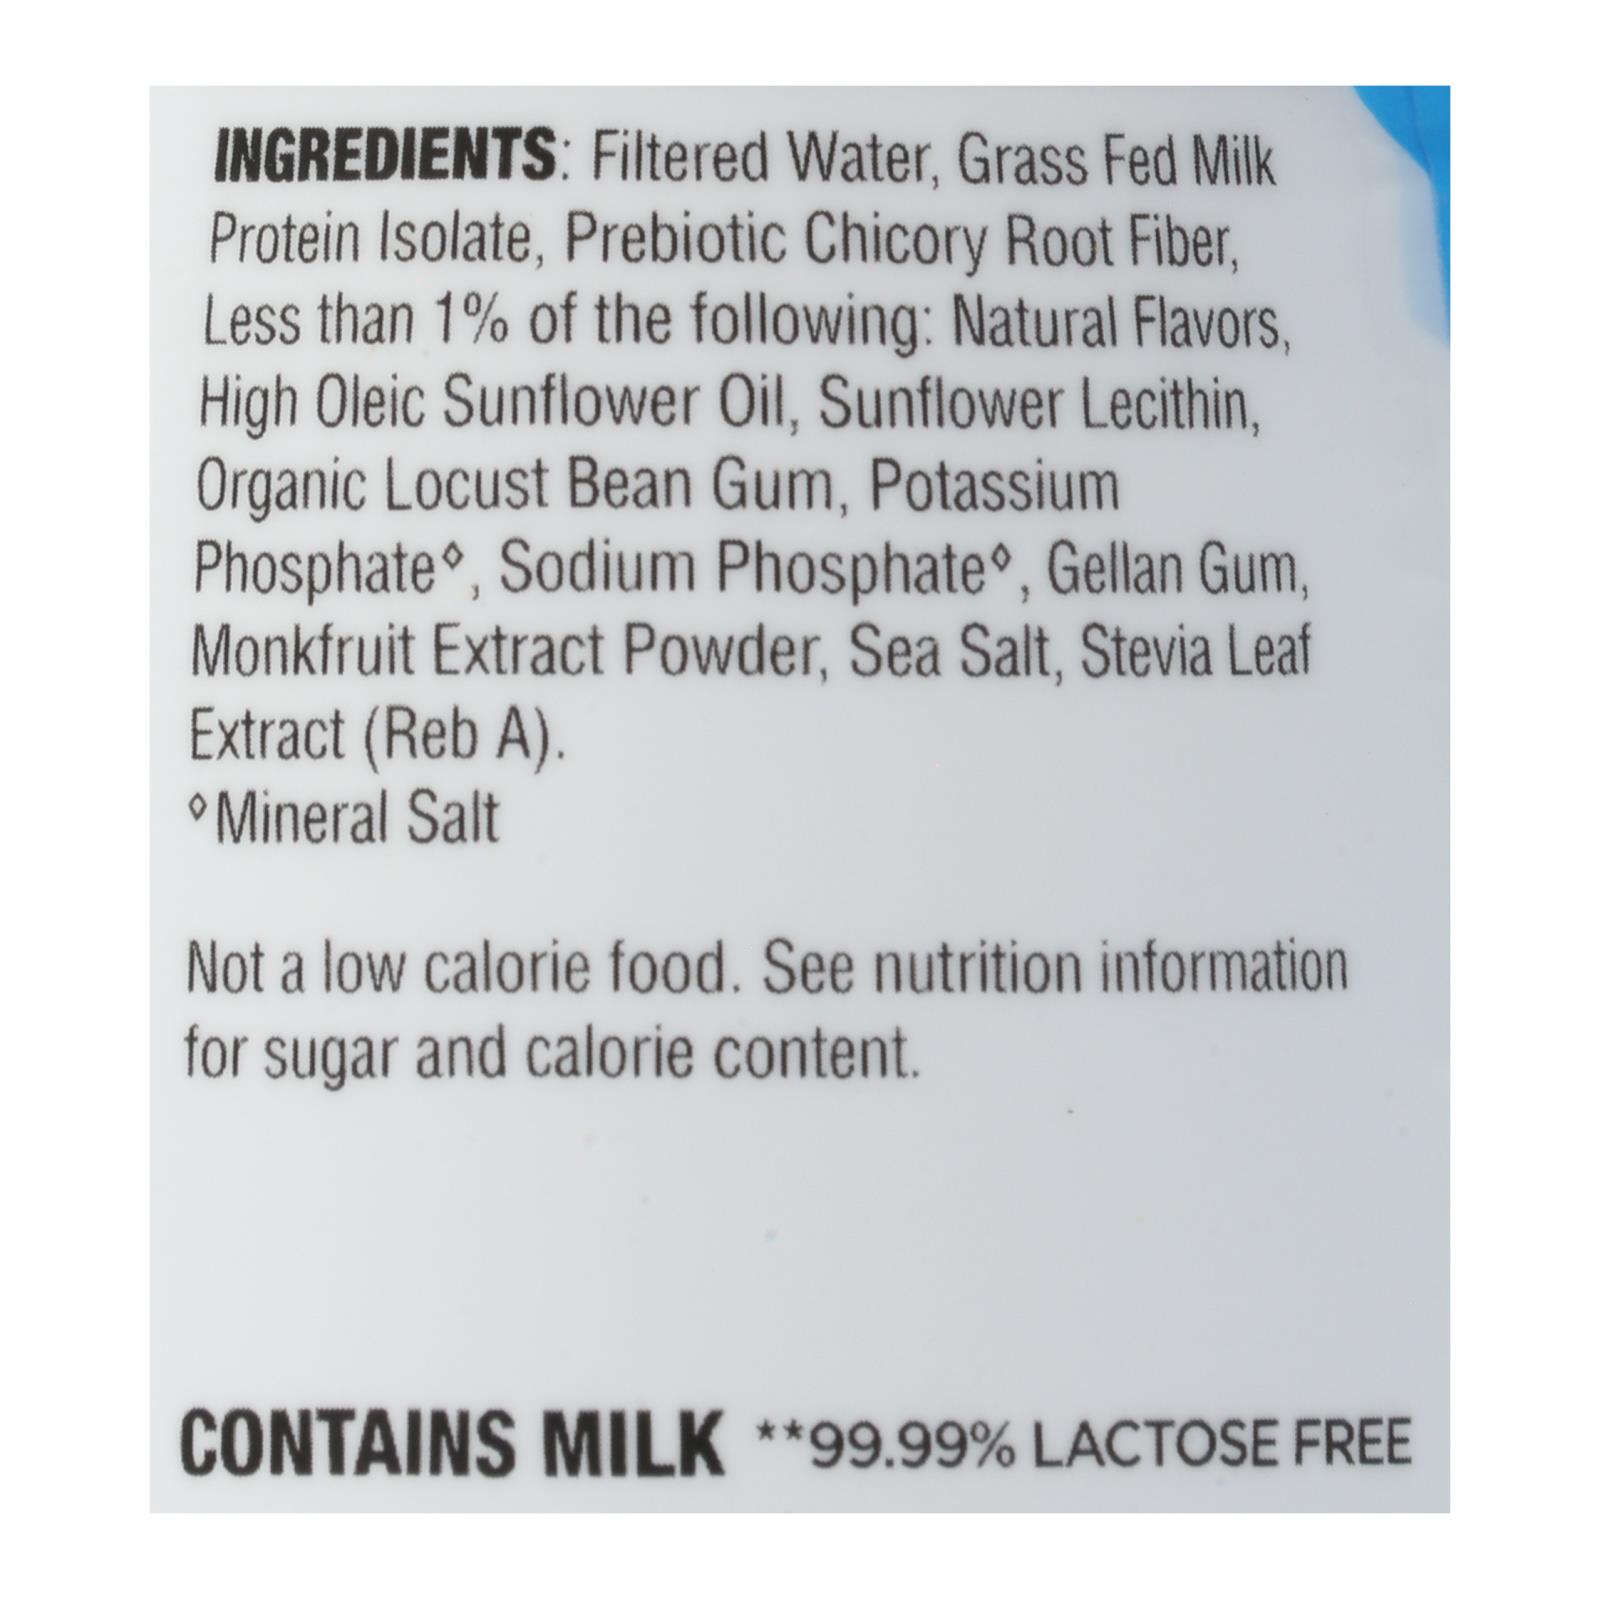 INGREDIENTS: Filtered Water, Grass Fed Milk
Protein Isolate, Prebiotic Chicory Root Fiber,
Less than 1% of the following: Natural Flavors,
High Oleic Sunflower Oil, Sunflower Lecithin,
Organic Locust Bean Gum, Potassium
Phosphate◊, Sodium Phosphate◊, Gellan Gum,
Monkfruit Extract Powder, Sea Salt, Stevia Leaf
Extract (Reb A).
◊Mineral Salt
Not a low calorie food. See nutrition information
for sugar and calorie content.
CONTAINS MILK **99.99% LACTOSE FREE